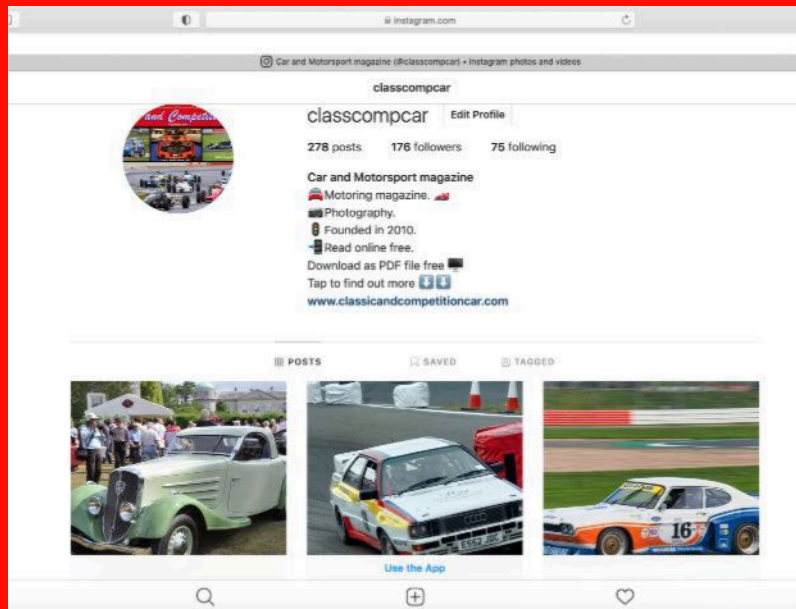 instagram.com
Car and Motorsport magazine (@classcompcar) • Instagram photos and videos
classcompcar
and Competi
classcompcar Edit Profile
278 posts 176 followers 75 following
Car and Motorsport magazine
Motoring magazine.
Photography.
Founded in 2010.
Read online free.
Download as PDF file free
Tap to find out more
www.classicandcompetitioncar.com
POSTS SAVED TAGGED
16
Use the App